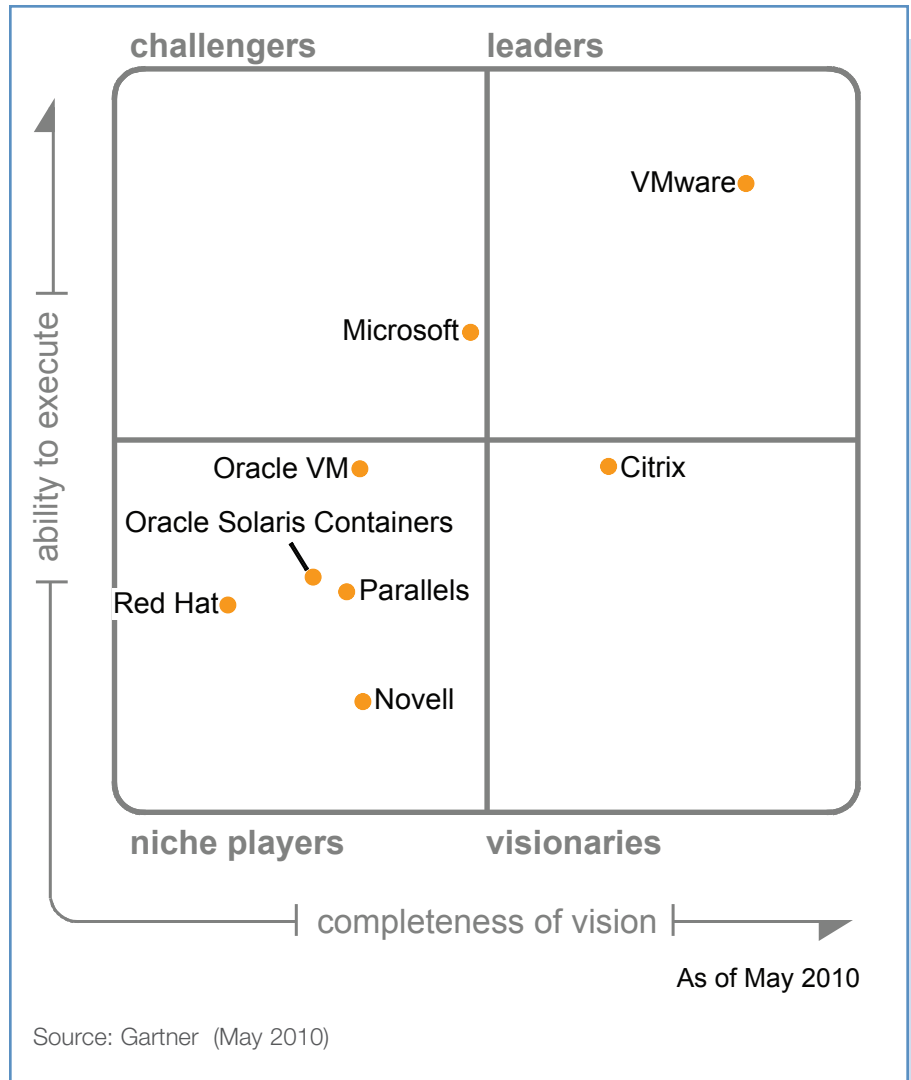 challengers
leaders
VMware
Microsoft
ability to execute
Oracle VM
Citrix
Oracle Solaris Containers
Parallels
Red Hat
Novell
niche players
visionaries
completeness of vision
As of May 2010
Source: Gartner (May 2010)